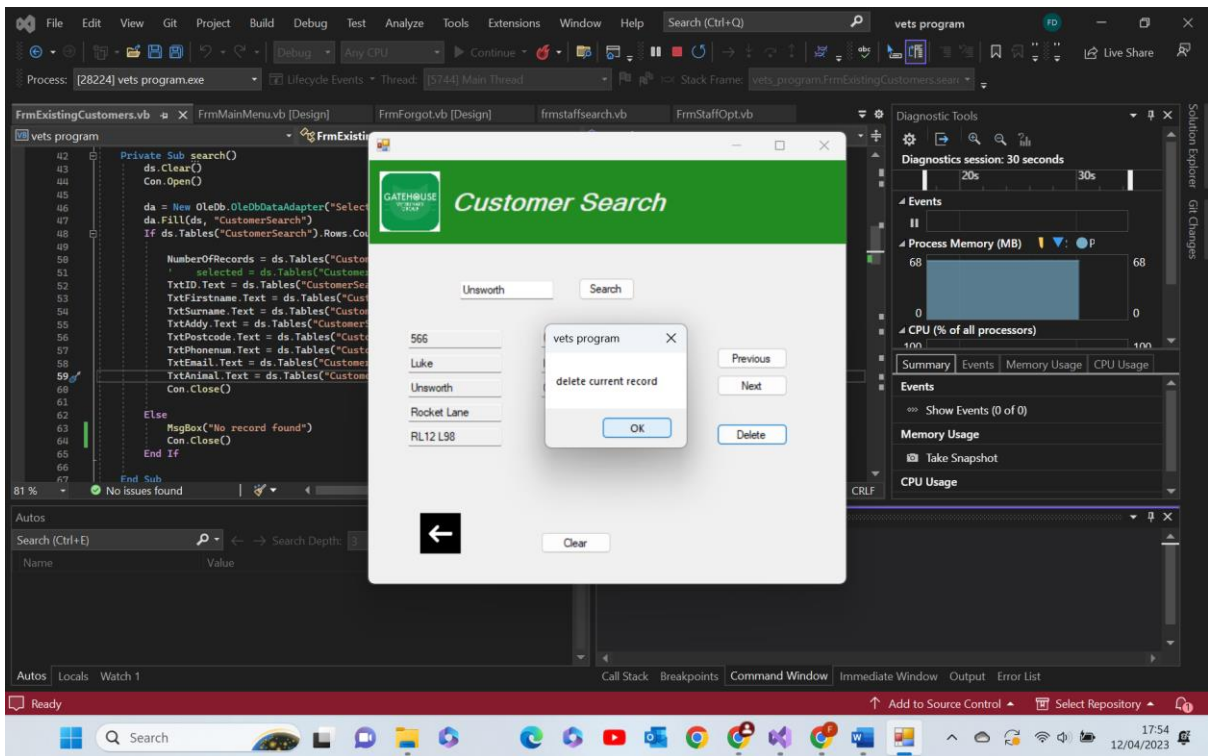 File Edit View Git Project Build Debug Test Analyze Tools Extensions Window Help Search (Ctrl+Q) vets program FD
Debug Any CPU Continue Live Share
Process: [28224] vets program.exe Lifecycle Events Thread: [5744] Main Thread Stack Frame: vets_program.FrmExistingCustomers.sear
FrmExistingCustomers.vb FrmMainMenu.vb [Design] FrmForgot.vb [Design] frmstaffsearch.vb FrmStaffOpt.vb
vets program FrmExisti
42 Private Sub search()
43 ds.Clear()
44 Con.Open()
45
46 da = New OleDb.OleDbDataAdapter("Select
47 da.Fill(ds, "CustomerSearch")
48 If ds.Tables("CustomerSearch").Rows.Cou
49
50 NumberOfRecords = ds.Tables("Custor
51 ' selected = ds.Tables("Customer
52 TxtID.Text = ds.Tables("CustomerSea
53 TxtFirstname.Text = ds.Tables("Cust
54 TxtSurname.Text = ds.Tables("Customer
55 TxtAddy.Text = ds.Tables("CustomerS
56 TxtPostcode.Text = ds.Tables("Custo
57 TxtPhonenum.Text = ds.Tables("Custo
58 TxtEmail.Text = ds.Tables("Customer
59 TxtAnimal.Text = ds.Tables("Custome
60 Con.Close()
61
62 Else
63 MsgBox("No record found")
64 Con.Close()
65 End If
66
67 End Sub
81 % No issues found CRLF
GATEHOUSE
Customer Search
Unsworth Search
566
Luke
Unsworth
Rocket Lane
RL12 L98
vets program
delete current record
OK
Previous
Next
Delete
Clear
Diagnostic Tools
Diagnostics session: 30 seconds
20s 30s
Events
Process Memory (MB) P
68 68
0 0
CPU (% of all processors)
100 100
Summary Events Memory Usage CPU Usage
Events
Show Events (0 of 0)
Memory Usage
Take Snapshot
CPU Usage
Solution Explorer
Git Changes
Autos
Search (Ctrl+E) Search Depth: 3
Name Value
Autos Locals Watch 1
Call Stack Breakpoints Command Window Immediate Window Output Error List
Ready Add to Source Control Select Repository
Search 17:54
12/04/2023